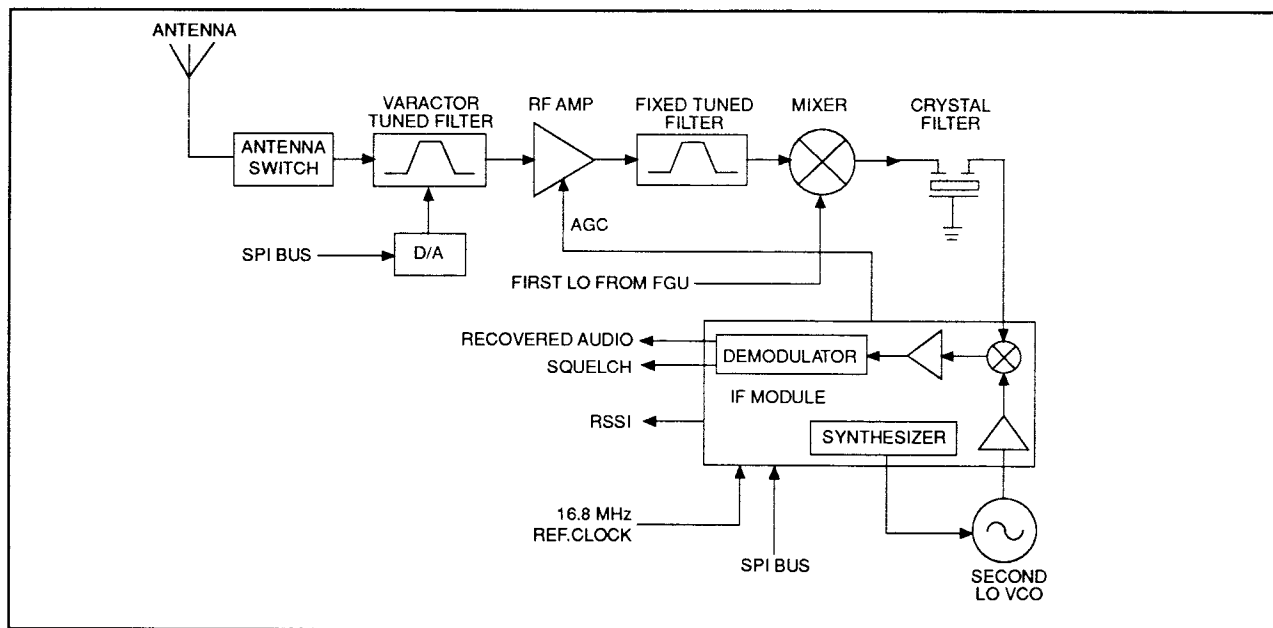 ANTENNA
VARACTOR
TUNED FILTER
RF AMP
FIXED TUNED
FILTER
MIXER
CRYSTAL
FILTER
ANTENNA
SWITCH
AGC
SPI BUS
D/A
FIRST LO FROM FGU
RECOVERED AUDIO
DEMODULATOR
SQUELCH
IF MODULE
RSSI
SYNTHESIZER
16.8 MHz
REF.CLOCK
SPI BUS
SECOND
LO VCO